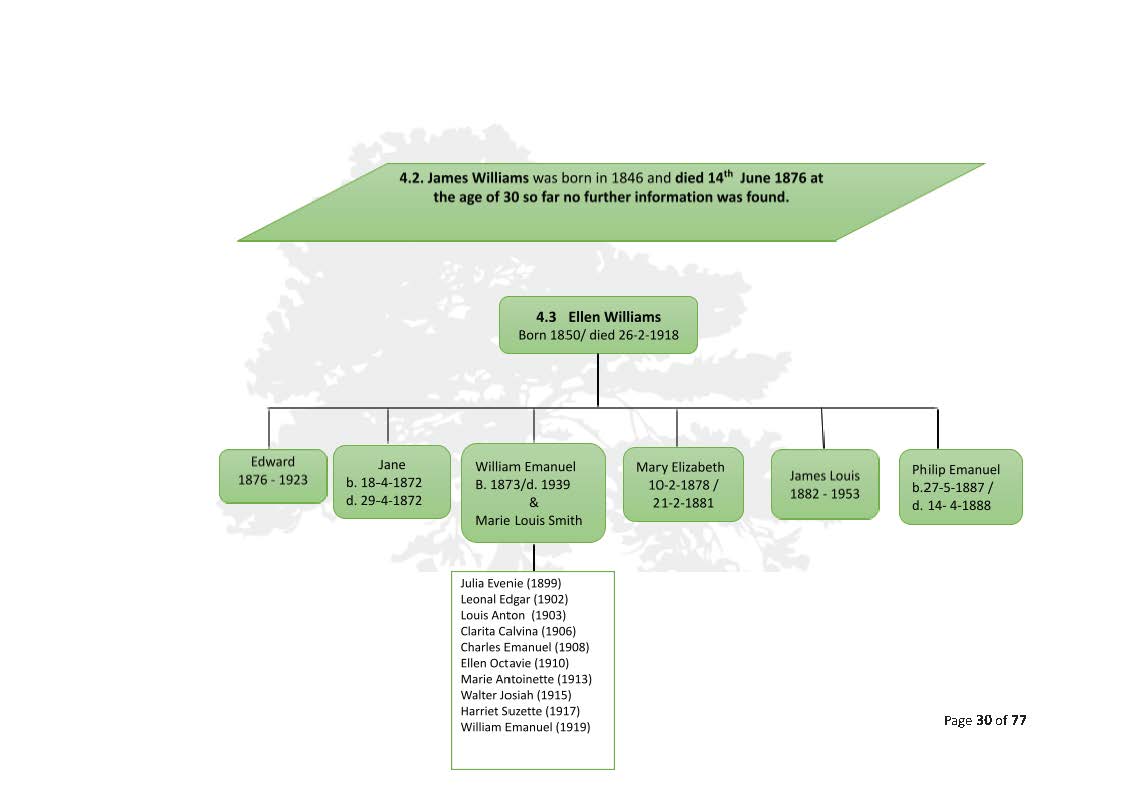 4.2. James Williams was born in 1846 and died 14th June 1876 at
the age of 30 so far no further information was found.
4.3 Ellen Williams
Born 1850/ died 26-2-1918
Edward
1876 - 1923
Jane
b. 18-4-1872
d. 29-4-1872
William Emanuel
B. 1873/d. 1939
&
Marie Louis Smith
Mary Elizabeth
10-2-1878 /
21-2-1881
James Louis
1882 - 1953
Philip Emanuel
b.27-5-1887 /
d. 14- 4-1888
Julia Evenie (1899)
Leonal Edgar (1902)
Louis Anton (1903)
Clarita Calvina (1906)
Charles Emanuel (1908)
Ellen Octavie (1910)
Marie Antoinette (1913)
Walter Josiah (1915)
Harriet Suzette (1917)
William Emanuel (1919)
Page 30 of 77